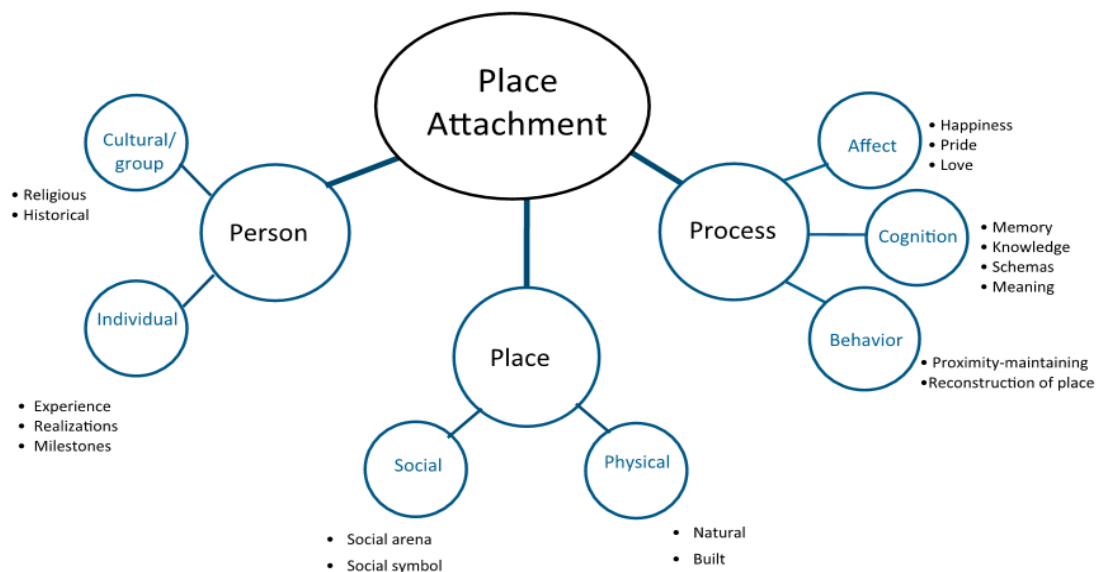 Place
Attachment
Cultural/
group
• Religious
• Historical
Person
Individual
• Experience
• Realizations
• Milestones
Place
Social
• Social arena
• Social symbol
Physical
• Natural
• Built
Process
Affect
• Happiness
• Pride
• Love
Cognition
• Memory
• Knowledge
• Schemas
• Meaning
Behavior
• Proximity-maintaining
•Reconstruction of place